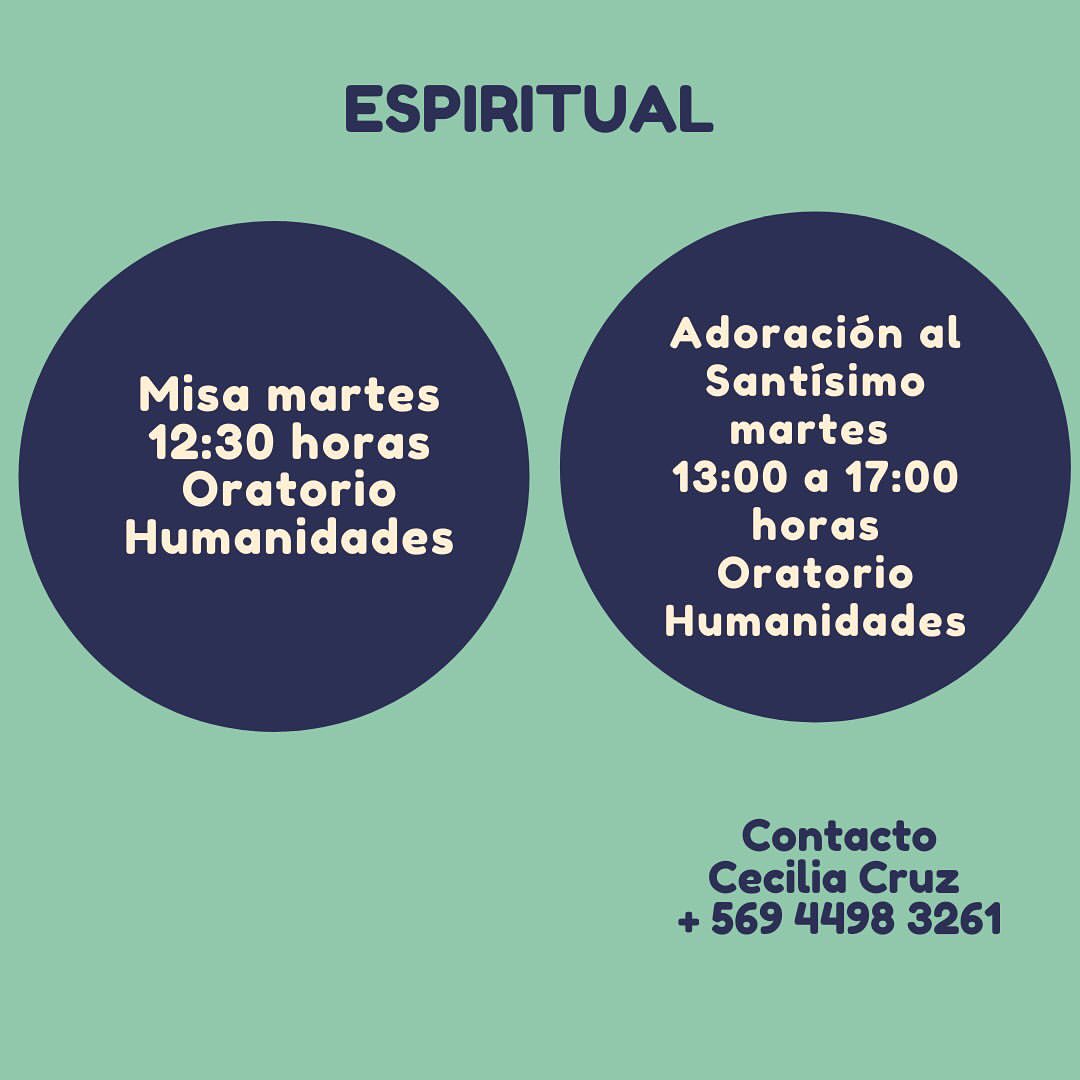 ESPIRITUAL
Misa martes
12:30 horas
Oratorio
Humanidades
Adoración al
Santísimo
martes
13:00 a 17:00
horas
Oratorio
Humanidades
Contacto
Cecilia Cruz
+ 569 4498 3261